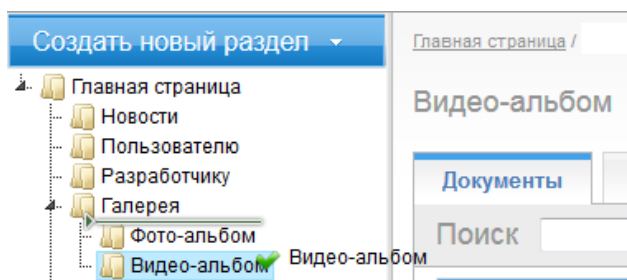 Создать новый раздел
Главная страница
Новости
Пользователю
Разработчику
Галерея
Фото-альбом
Видео-альбом
Видео-альбом
Главная страница /
Видео-альбом
Документы
Поиск